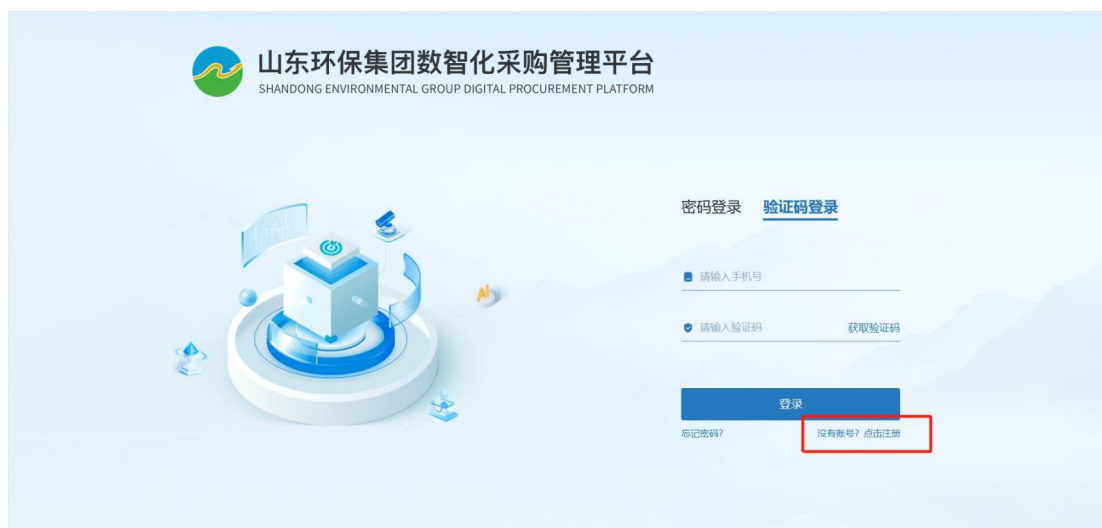 山东环保集团数智化采购管理平台
SHANDONG ENVIRONMENTAL GROUP DIGITAL PROCUREMENT PLATFORM
密码登录 验证码登录
请输入手机号
请输入验证码 获取验证码
AI
登录
忘记密码? 没有账号? 点击注册